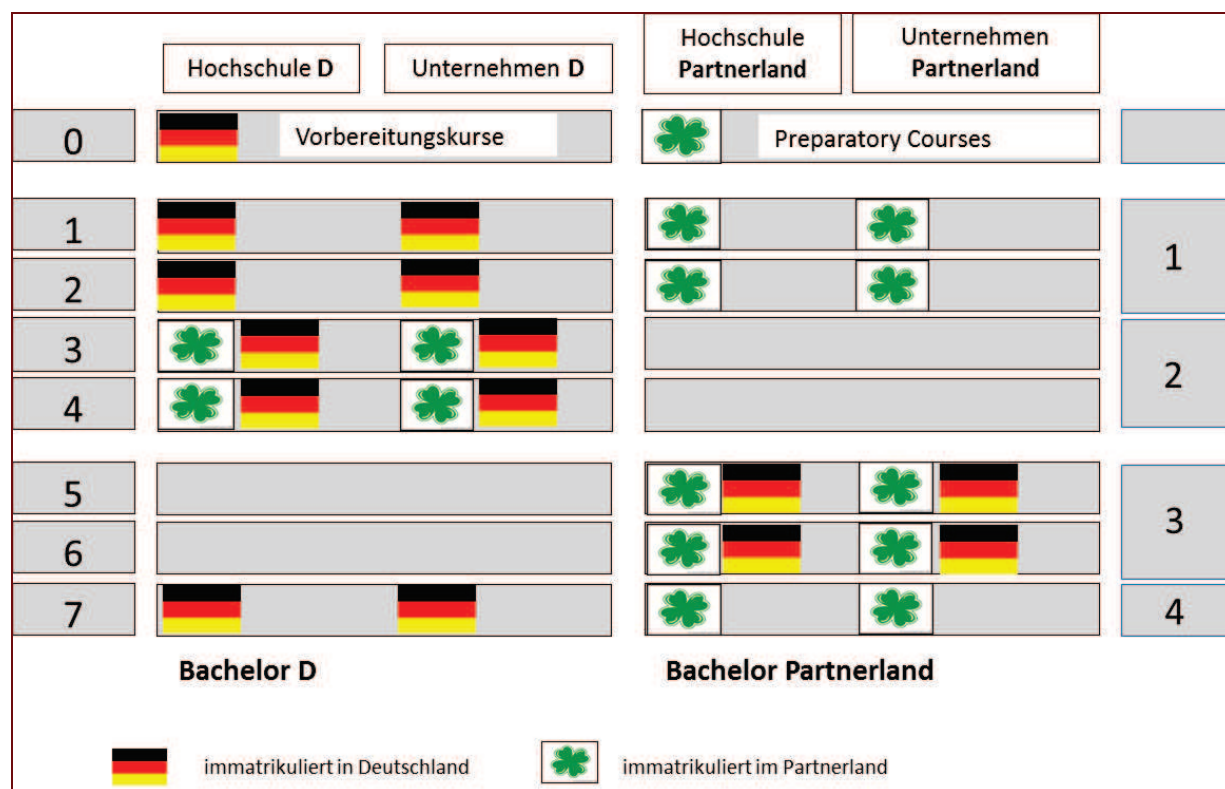 Hochschule D
Unternehmen D
Hochschule
Partnerland
Unternehmen
Partnerland
0
Vorbereitungskurse
Preparatory Courses
1
2
1
3
4
2
5
6
3
7
4
Bachelor D
Bachelor Partnerland
immatrikuliert in Deutschland
immatrikuliert im Partnerland